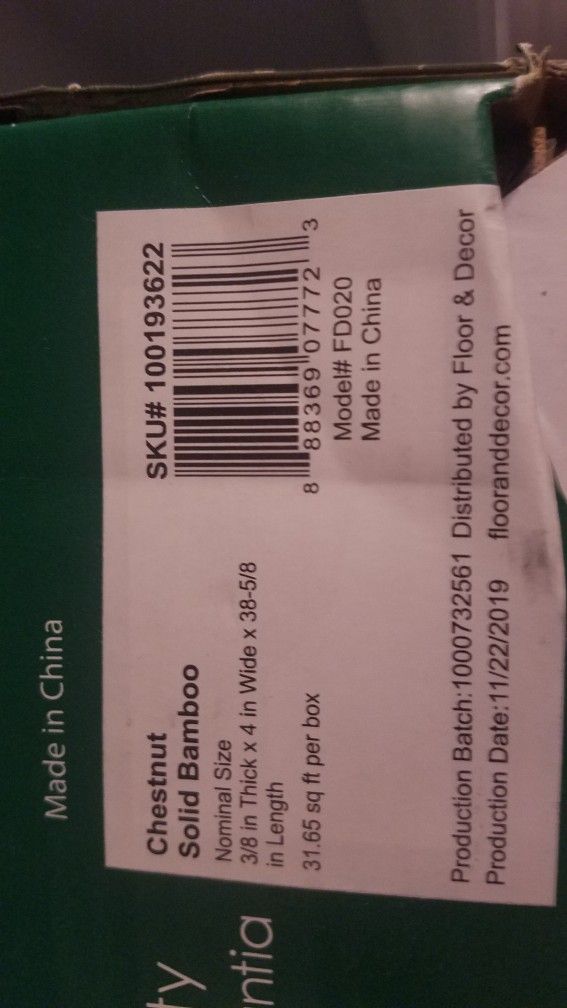 Made in China
Chestnut
Solid Bamboo
Nominal Size
3/8 in Thick x 4 in Wide x 38-5/8
in Length
31.65 sq ft per box
SKU# 100193622
8 88369 07772 3
Model# FD020
Made in China
Production Batch:1000732561 Distributed by Floor & Decor
Production Date:11/22/2019 flooranddecor.com
ty
ntia